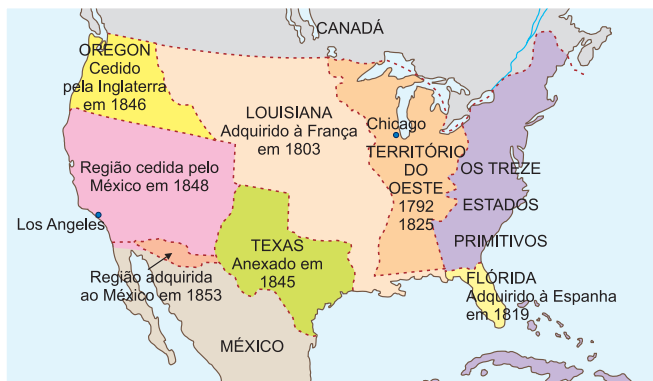 CANADÁ
OREGON
Cedido
pela Inglaterra
em 1846
LOUISIANA
Adquirido à França
em 1803
Chicago
TERRITÓRIO
DO
OESTE
1792
1825
OS TREZE
ESTADOS
PRIMITIVOS
Região cedida pelo
México em 1848
Los Angeles
TEXAS
Anexado em
1845
Região adquirida
ao México em 1853
FLÓRIDA
Adquirido à Espanha
em 1819
MÉXICO